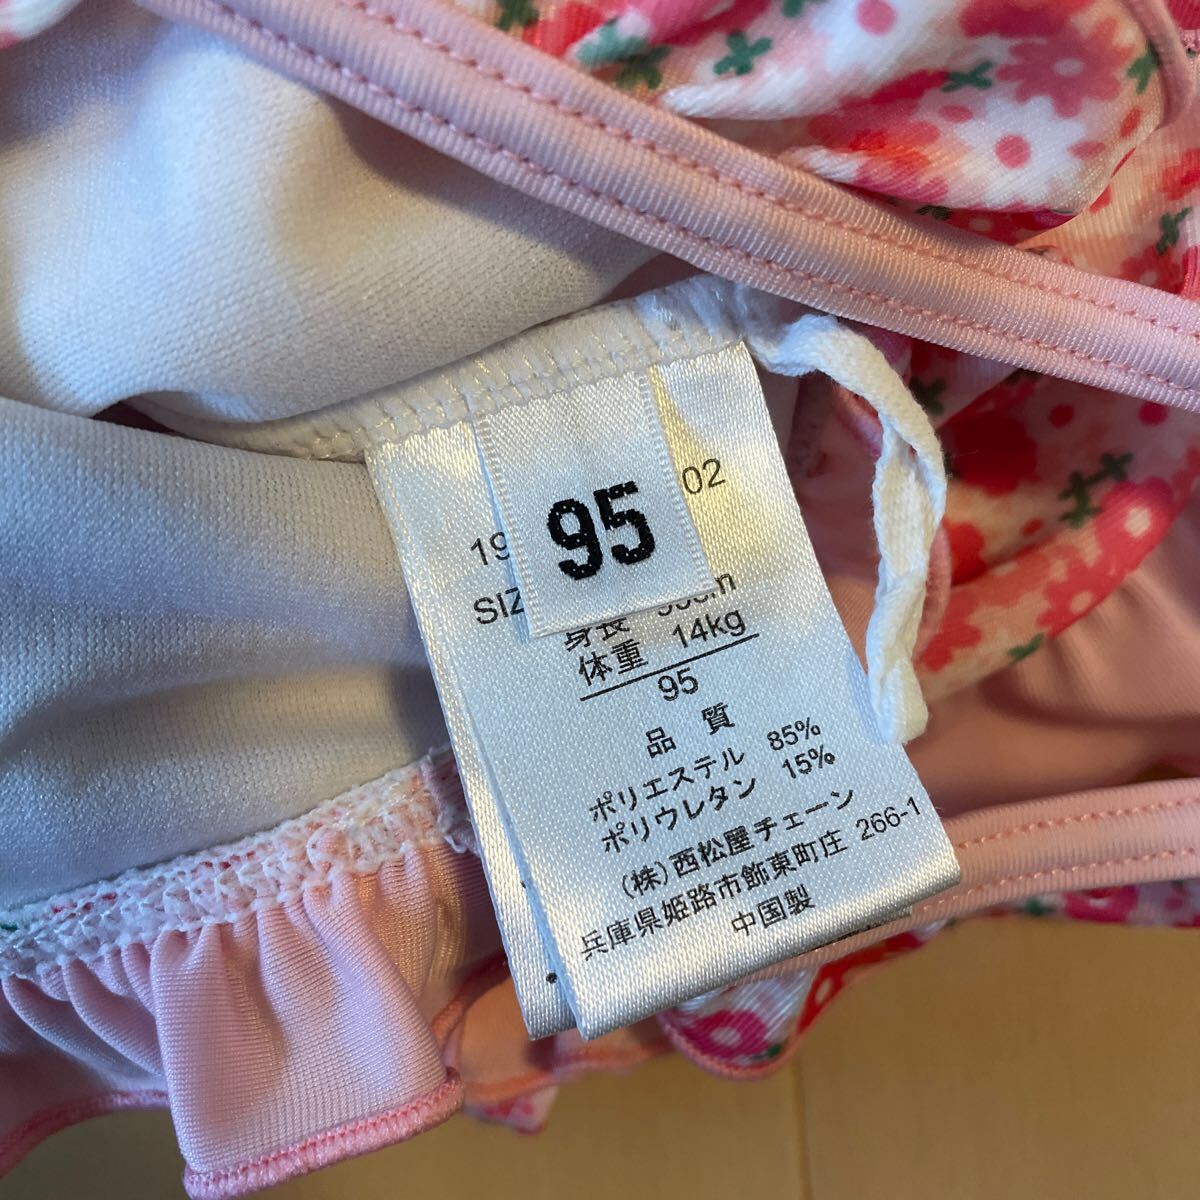 95
02
19
SIZ
身長
体重 14kg
95
品 質
ポリエステル 85%
ポリウレタン 15%
(株)西松屋チェーン
兵庫県姫路市飾東町庄 266-1
中国製